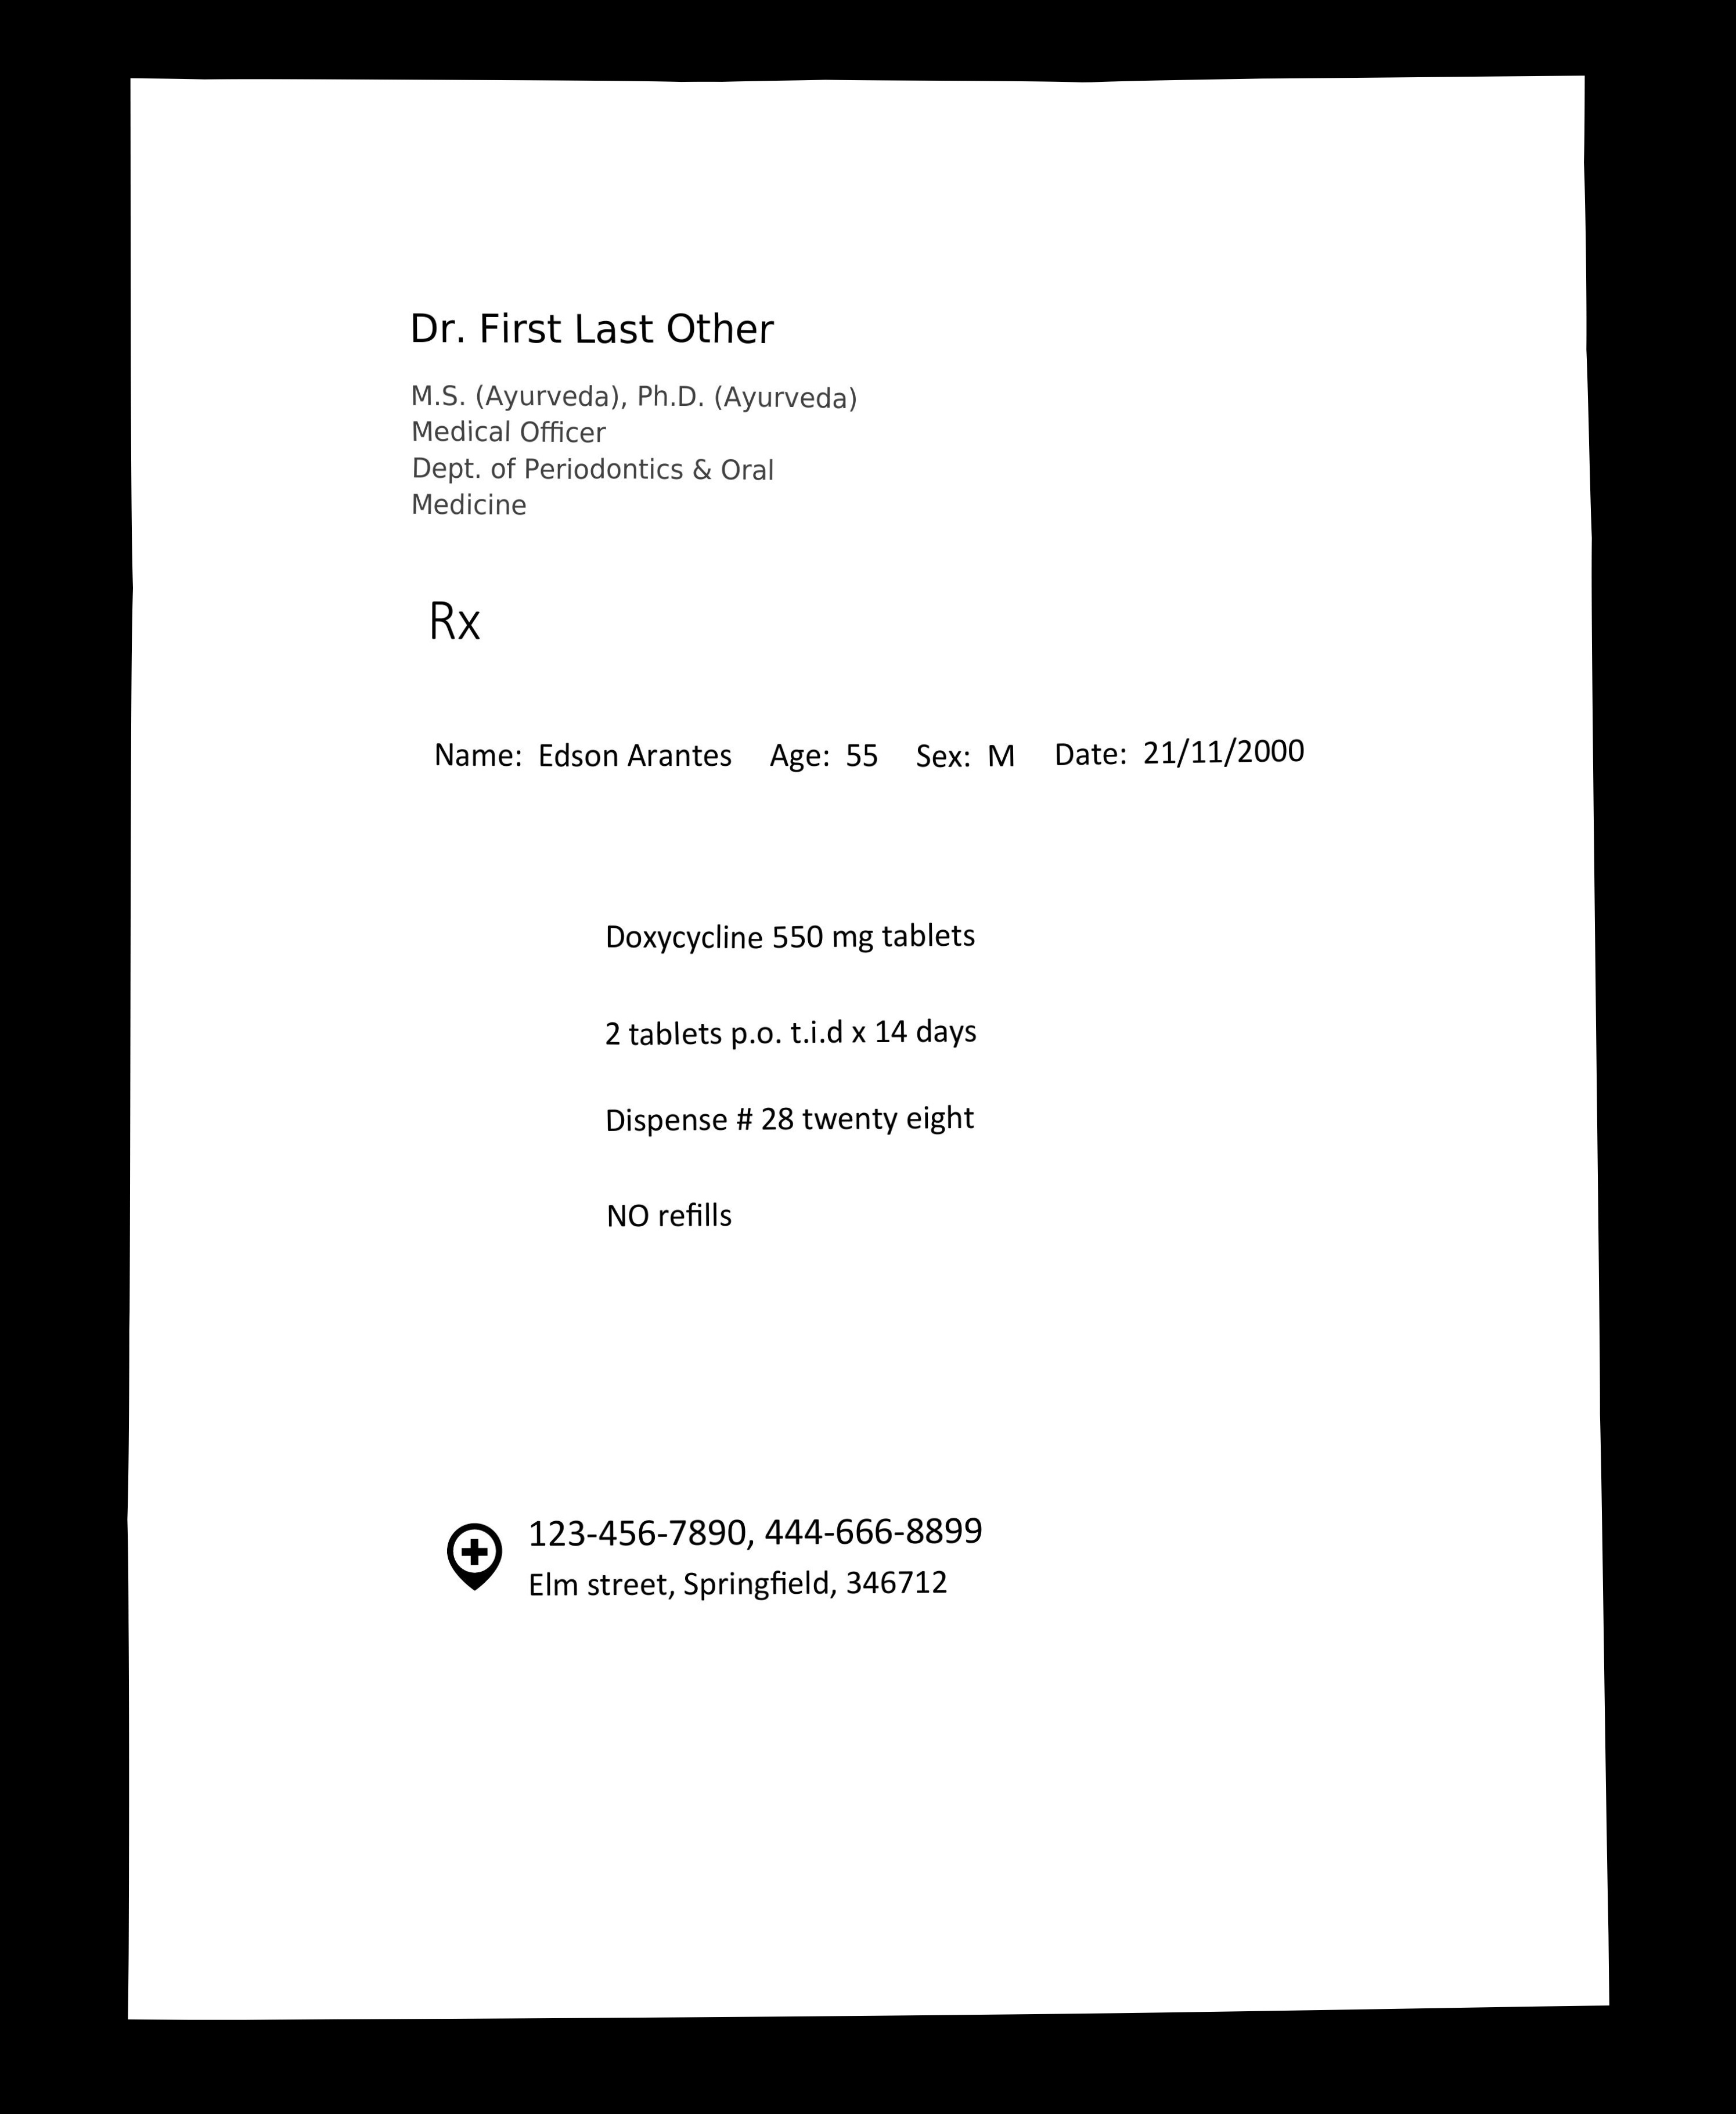 Dr. First Last Other
M.S. (Ayurveda), Ph.D. (Ayurveda)
Medical Officer
Dept. of Periodontics & Oral
Medicine
Rx
Name: Edson Arantes Age: 55 Sex: M Date: 21/11/2000
Doxycycline 550 mg tablets
2 tablets p.o. t.i.d x 14 days
Dispense # 28 twenty eight
NO refills
123-456-7890, 444-666-8899
Elm street, Springfield, 346712